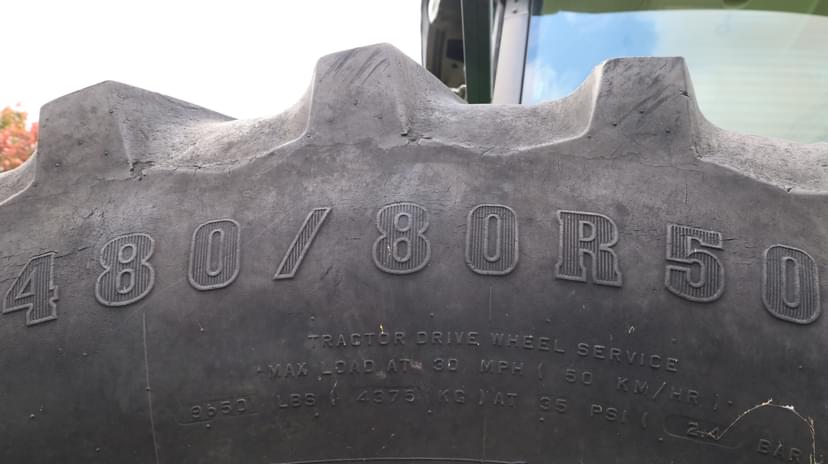 480/80R50
TRACTOR DRIVE WHEEL SERVICE
MAX LOAD AT 30 MPH ( 50 KM/HR )
9650 LBS ( 4375 KG ) AT 35 PSI ( 2.4 BAR )